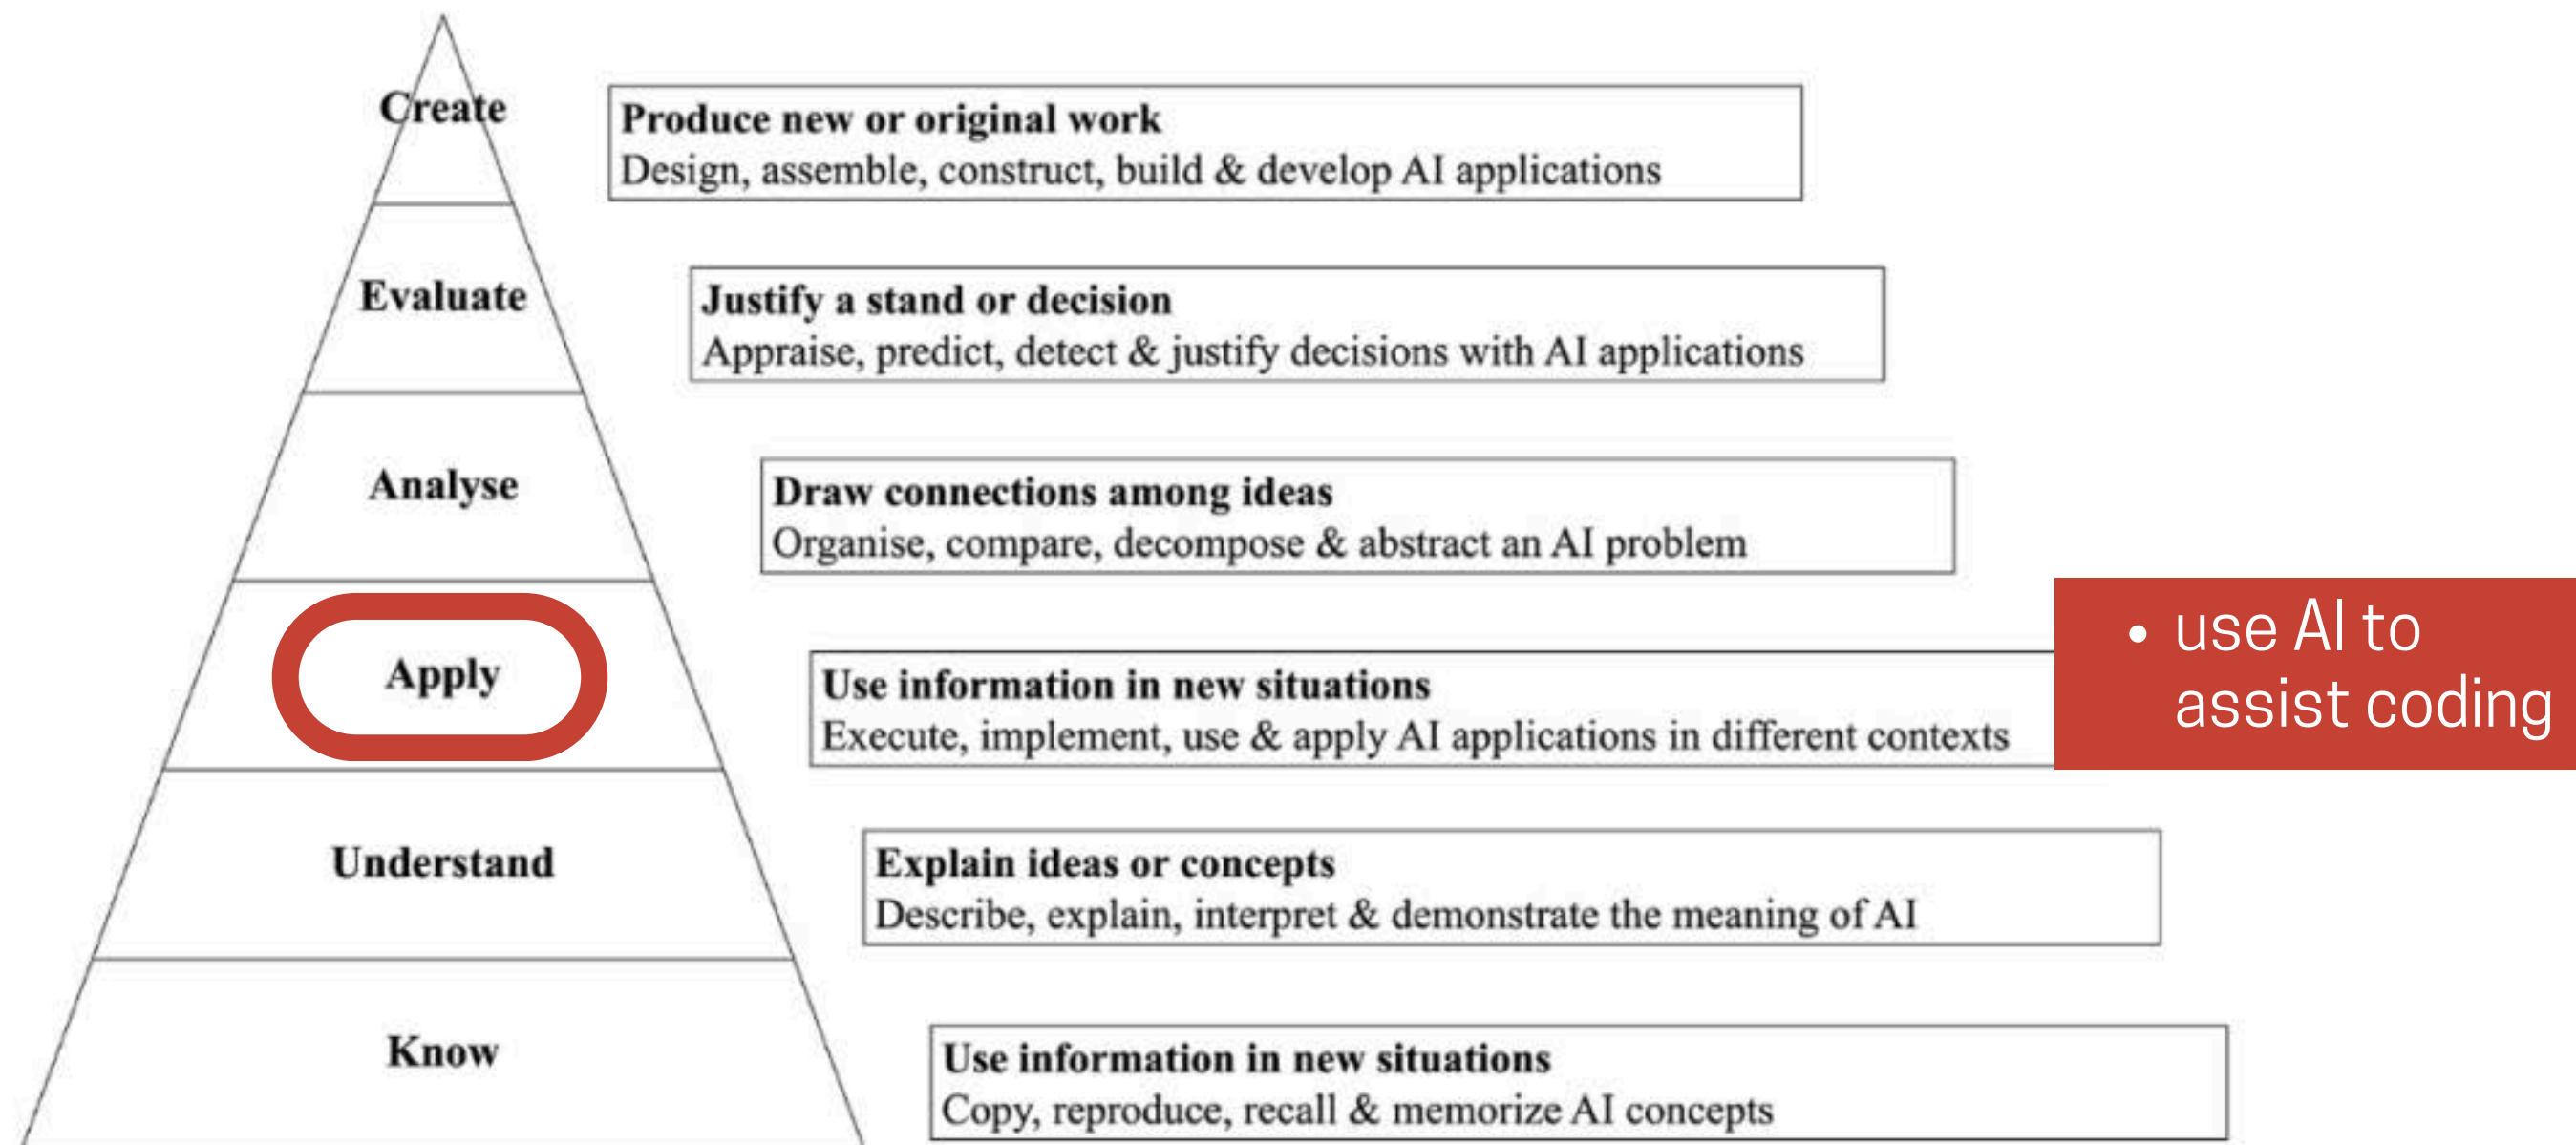 Create
Produce new or original work
Design, assemble, construct, build & develop AI applications
Evaluate
Justify a stand or decision
Appraise, predict, detect & justify decisions with AI applications
Analyse
Draw connections among ideas
Organise, compare, decompose & abstract an AI problem
Apply
Use information in new situations
Execute, implement, use & apply AI applications in different contexts
• use AI to
assist coding
Understand
Explain ideas or concepts
Describe, explain, interpret & demonstrate the meaning of AI
Know
Use information in new situations
Copy, reproduce, recall & memorize AI concepts